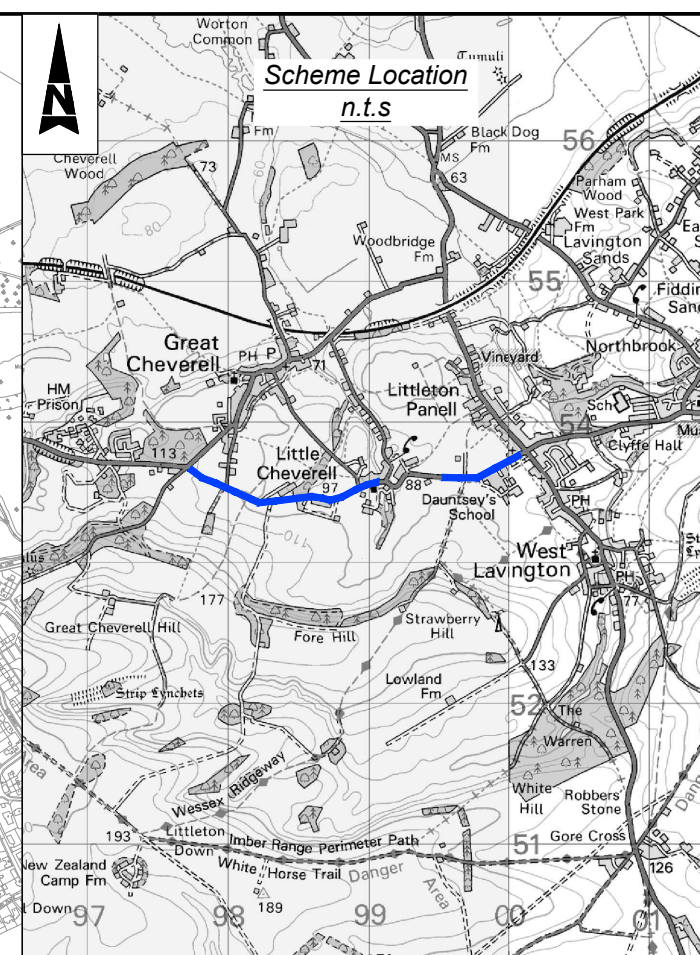 Worton
Common
N
Scheme Location
n.t.s
Tumuli
Fm
Black Dog
Fm
56
MS
63
Cheverell
Wood
73
80
Parham
Wood
West Park
Fm
Lavington
Sands
Woodbridge
Fm
55
Great
Cheverell
PH
P
71
Vineyard
Northbrook
HM
Prison
Littleton
Panell
Sch
54
Clyffe Hall
113
Little
Cheverell
97
88
Dauntsey's
School
PH
110
West
Lavington
PH
77
177
Great Cheverell Hill
Fore Hill
Strawberry
Hill
133
Strip Lynchets
Lowland
Fm
52
The
Warren
Wessex Ridgeway
White
Hill
Robbers'
Stone
193
Littleton
Down
Imber Range Perimeter Path
51
Gore Cross
White Horse Trail
Danger
Area
126
New Zealand
Camp Fm
189
Down
97
98
99
00
01